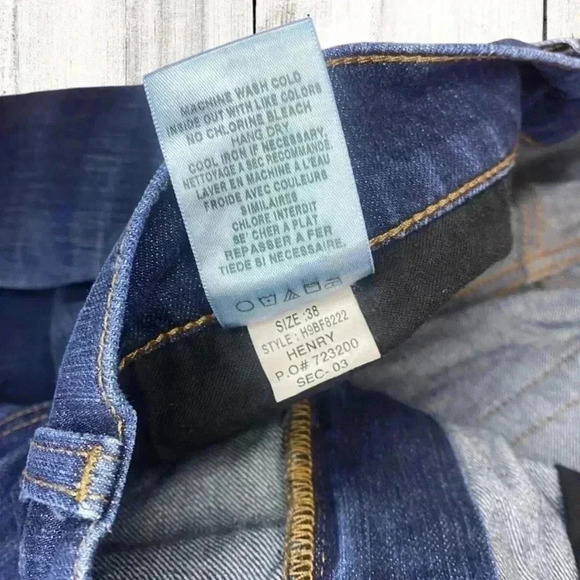 MACHINE WASH COLD
INSIDE OUT WITH LIKE COLORS
NO CHLORINE BLEACH
HANG DRY
COOL IRON IF NECESSARY.
NETTOYAGE A SEC RECOMMANDE.
LAVER EN MACHINE A L'EAU
FROIDE AVEC COULEURS
SIMILAIRES
CHLORE INTERDIT
SE' CHER A PLAT
REPASSER A FER
TIEDE SI NE'CESSAIRE.
SIZE :38
STYLE : H9BF8222
HENRY
P.O# 723200
SEC- 03